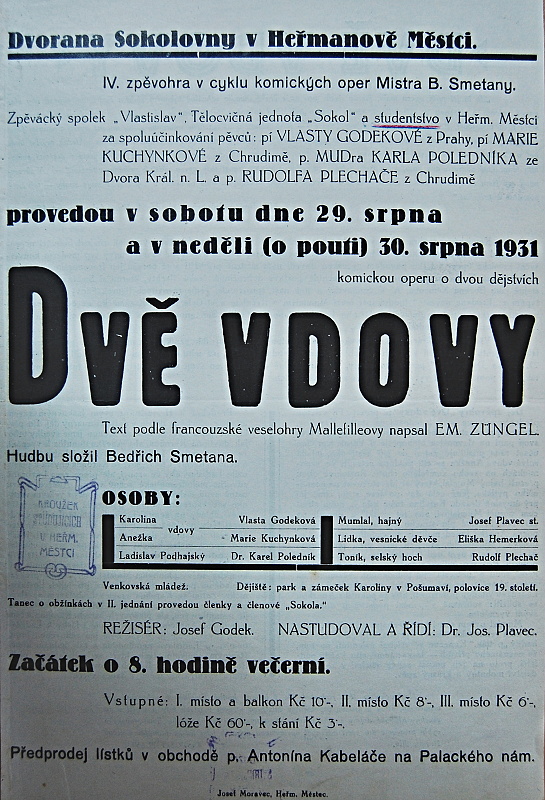 Dvorana Sokolovny v Heřmanově Městci.
IV. zpěvohra v cyklu komických oper Mistra B. Smetany.
Zpěvácký spolek „Vlastislav“, Tělocvičná jednota „Sokol“ a studentstvo v Heřm. Městci
za spoluúčinkování pěvců: pí VLASTY GODEKOVÉ z Prahy, pí MARIE
KUCHYNKOVÉ z Chrudimě, p. MUDra KARLA POLEDNÍKA ze
Dvora Král. n. L. a p. RUDOLFA PLECHAČE z Chrudimě
provedou v sobotu dne 29. srpna
a v neděli (o pouti) 30. srpna 1931
komickou operu o dvou dějstvích
DVĚ VDOVY
Text podle francouzské veselohry Mallefilleovy napsal EM. ZÜNGEL.
Hudbu složil Bedřich Smetana.
KROUŽEK
STUDUJÍCÍCH
V HEŘM.
MĚSTCI
OSOBY:
Karolina vdovy Vlasta Godeková
Anežka Marie Kuchynková
Ladislav Podhajský Dr. Karel Poledník
Mumlal, hajný Josef Plavec st.
Lidka, vesnické děvče Eliška Hemerková
Toník, selský hoch Rudolf Plechač
Venkovská mládež. Dějiště: park a zámeček Karoliny v Pošumaví, polovice 19. století.
Tanec o obžínkách v II. jednání provedou členky a členové „Sokola.“
REŽISÉR: Josef Godek. NASTUDOVAL A ŘÍDÍ: Dr. Jos. Plavec.
Začátek o 8. hodině večerní.
Vstupné: I. místo a balkon Kč 10·-, II. místo Kč 8·-, III. místo Kč 6·-,
lóže Kč 60·-, k stání Kč 3·-.
Předprodej lístků v obchodě p. Antonína Kabeláče na Palackého nám.
Josef Moravec, Heřm. Městec.